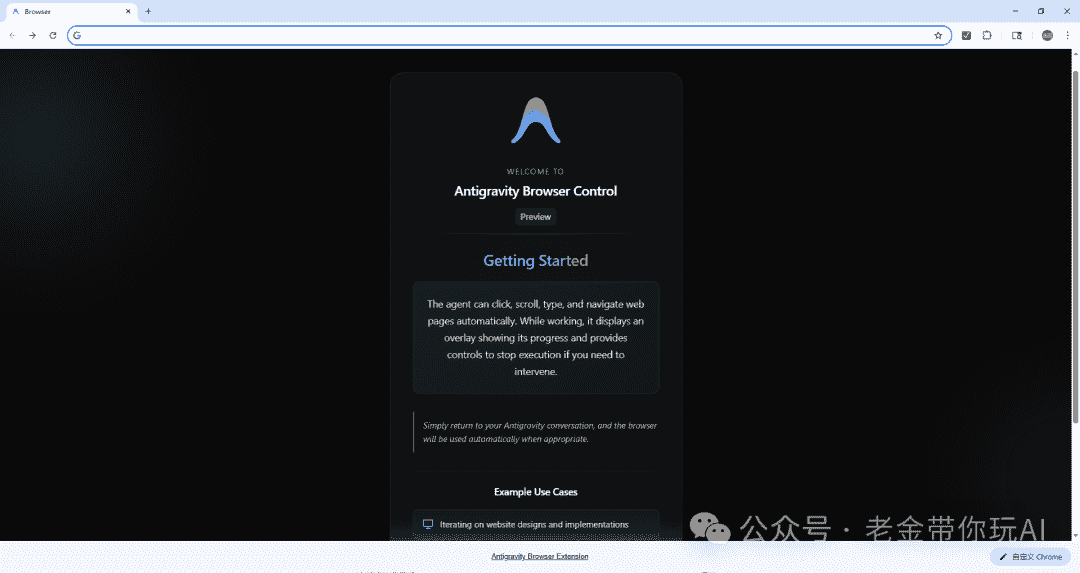 Browser
WELCOME TO
Antigravity Browser Control
Preview
Getting Started
The agent can click, scroll, type, and navigate web
pages automatically. While working, it displays an
overlay showing its progress and provides
controls to stop execution if you need to
intervene.
Simply return to your Antigravity conversation, and the browser
will be used automatically when appropriate.
Example Use Cases
Iterating on website designs and implementations
公众号 · 老金带你玩AI
Antigravity Browser Extension
自定义 Chrome